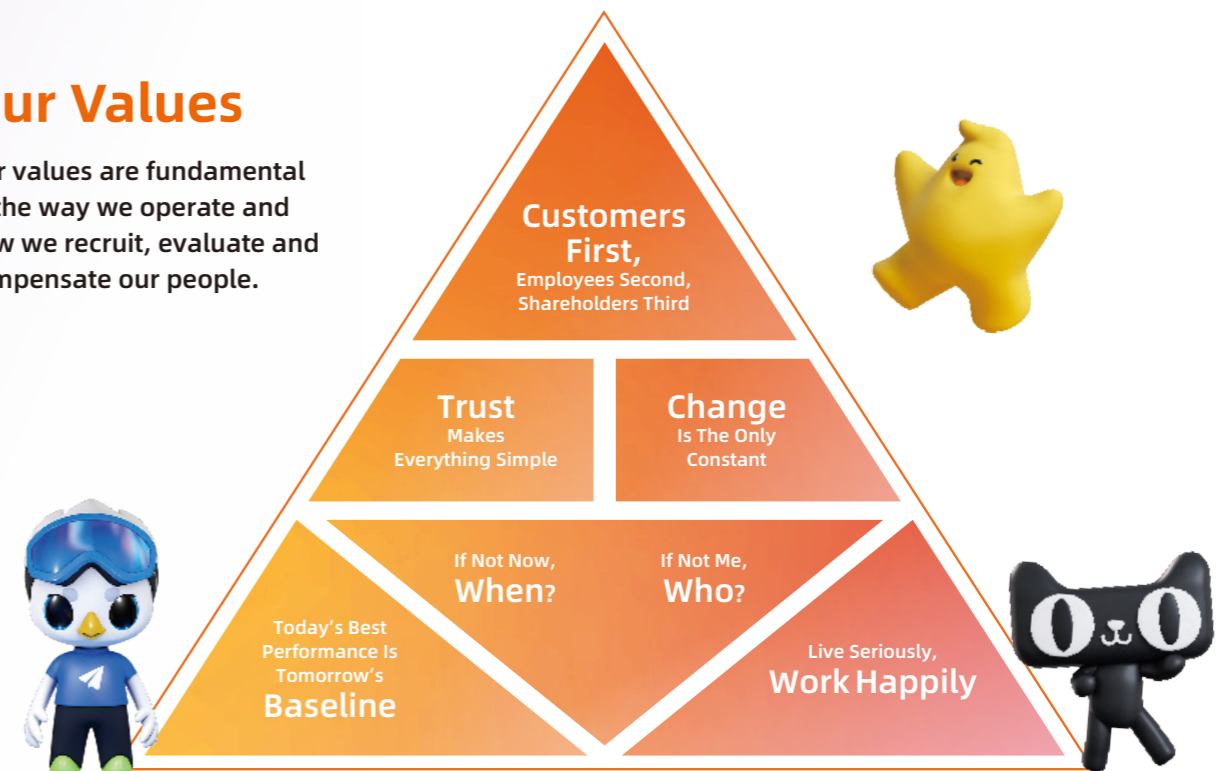 ur Values
r values are fundamental
the way we operate and
w we recruit, evaluate and
mpensate our people.
Customers
First,
Employees Second,
Shareholders Third
Trust
Makes
Everything Simple
Change
Is The Only
Constant
If Not Now,
When?
If Not Me,
Who?
Today's Best
Performance Is
Tomorrow's
Baseline
Live Seriously,
Work Happily